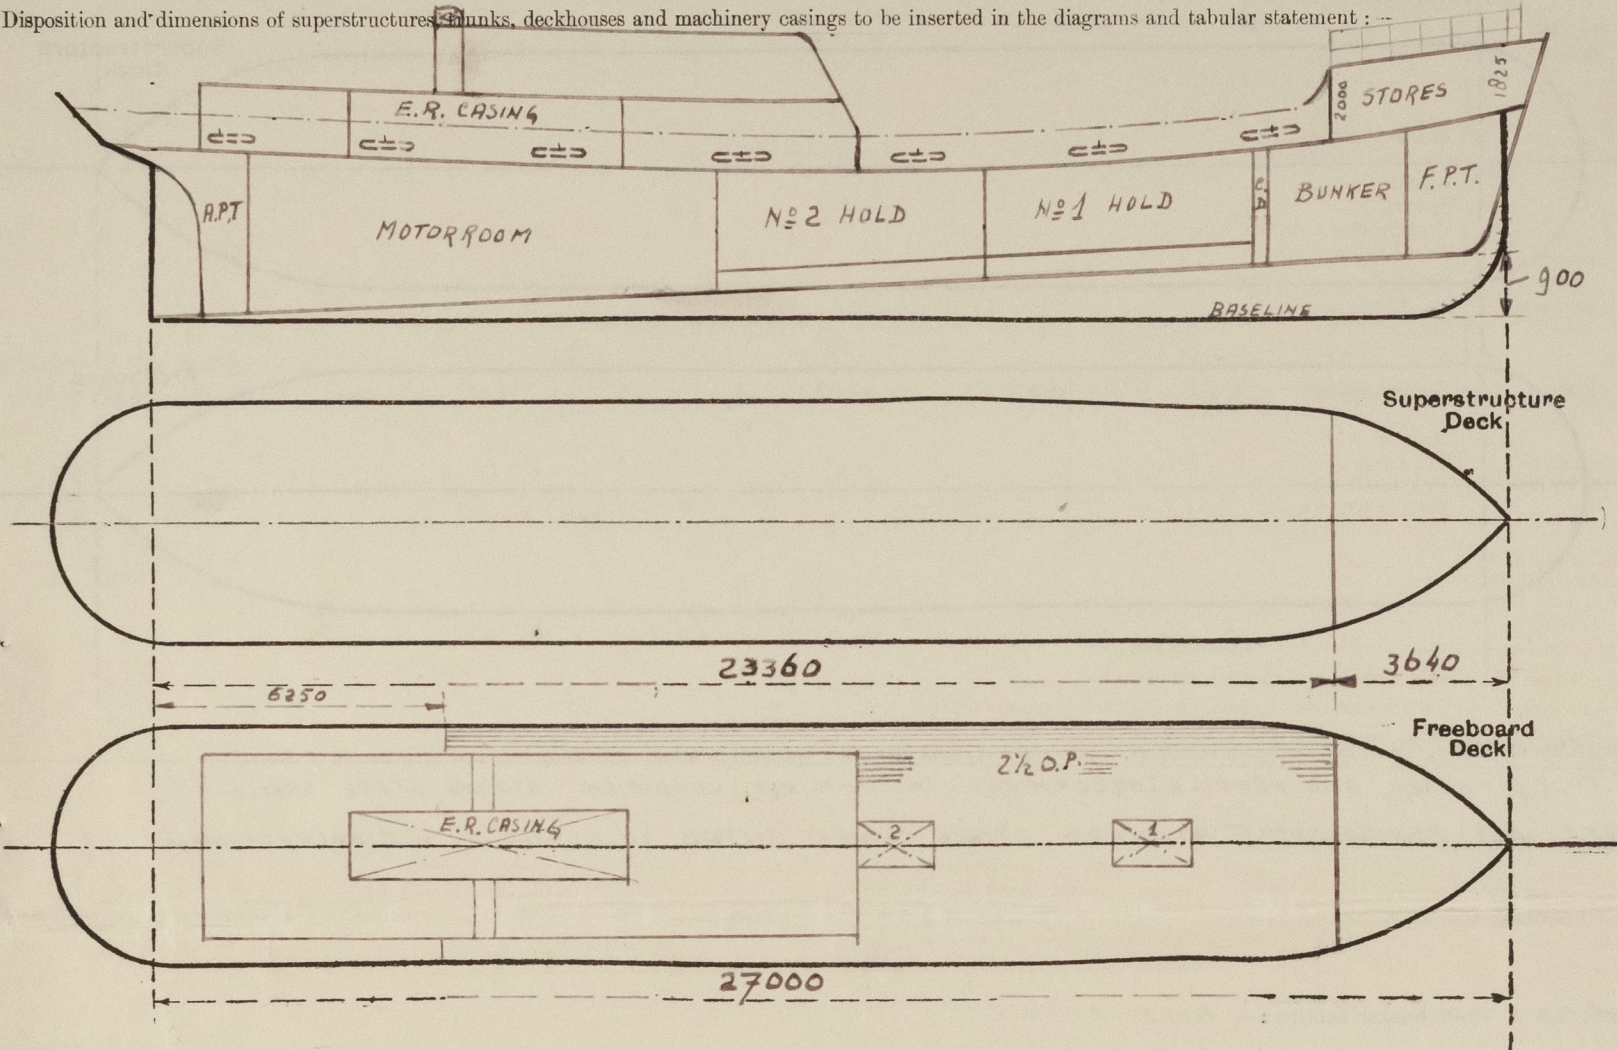 Disposition and dimensions of superstructures, trunks, deckhouses and machinery casings to be inserted in the diagrams and tabular statement : —
E.R. CASING
2000
STORES
1825
A.P.T
MOTORROOM
Nº 2 HOLD
Nº 1 HOLD
C.D.
BUNKER
F.P.T.
900
BASELINE
Superstructure
Deck
23360
3640
6250
Freeboard
Deck
2½ O.P.
E.R. CASING
2
1
27000